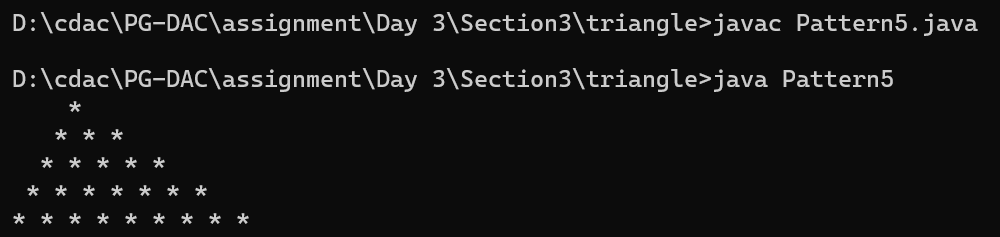 D:\cdac\PG-DAC\assignment\Day 3\Section3\triangle>javac Pattern5.java
D:\cdac\PG-DAC\assignment\Day 3\Section3\triangle>java Pattern5
    *
   * * *
  * * * * *
 * * * * * * *
* * * * * * * * *